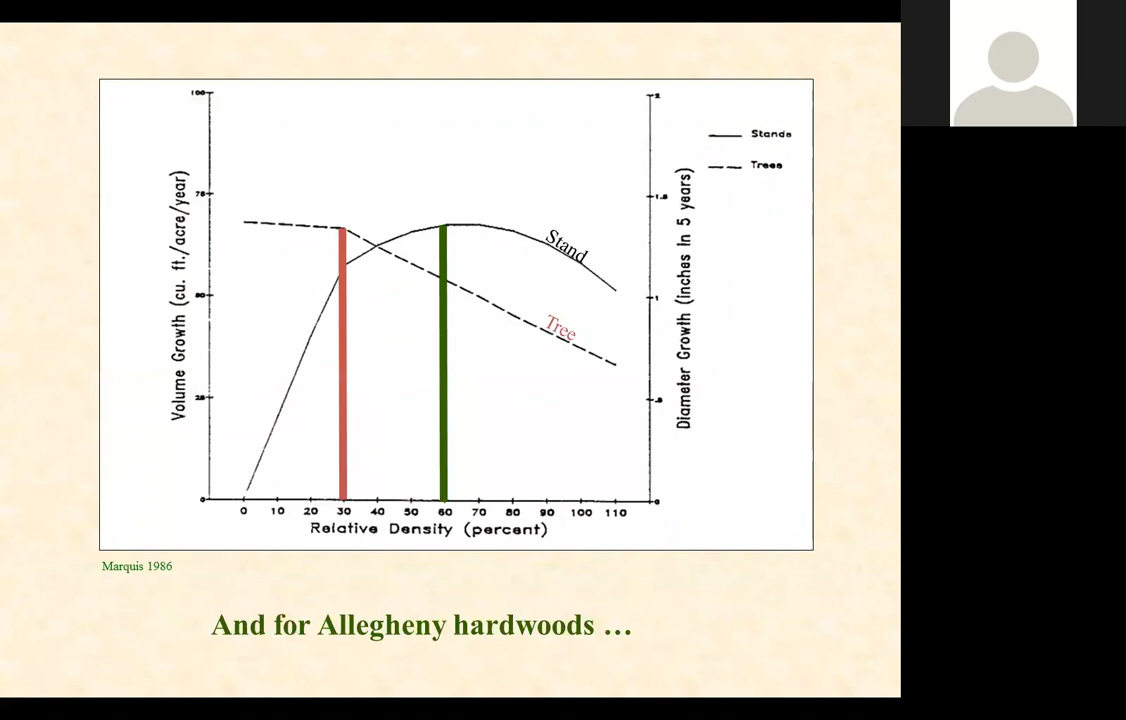 100
2
Stands
Trees
75
1.5
Volume Growth (cu. ft./acre/year)
Diameter Growth (inches in 5 years)
Stand
50
1
Tree
25
.5
0
0
0 10 20 30 40 50 60 70 80 90 100 110
Relative Density (percent)
Marquis 1986
And for Allegheny hardwoods …